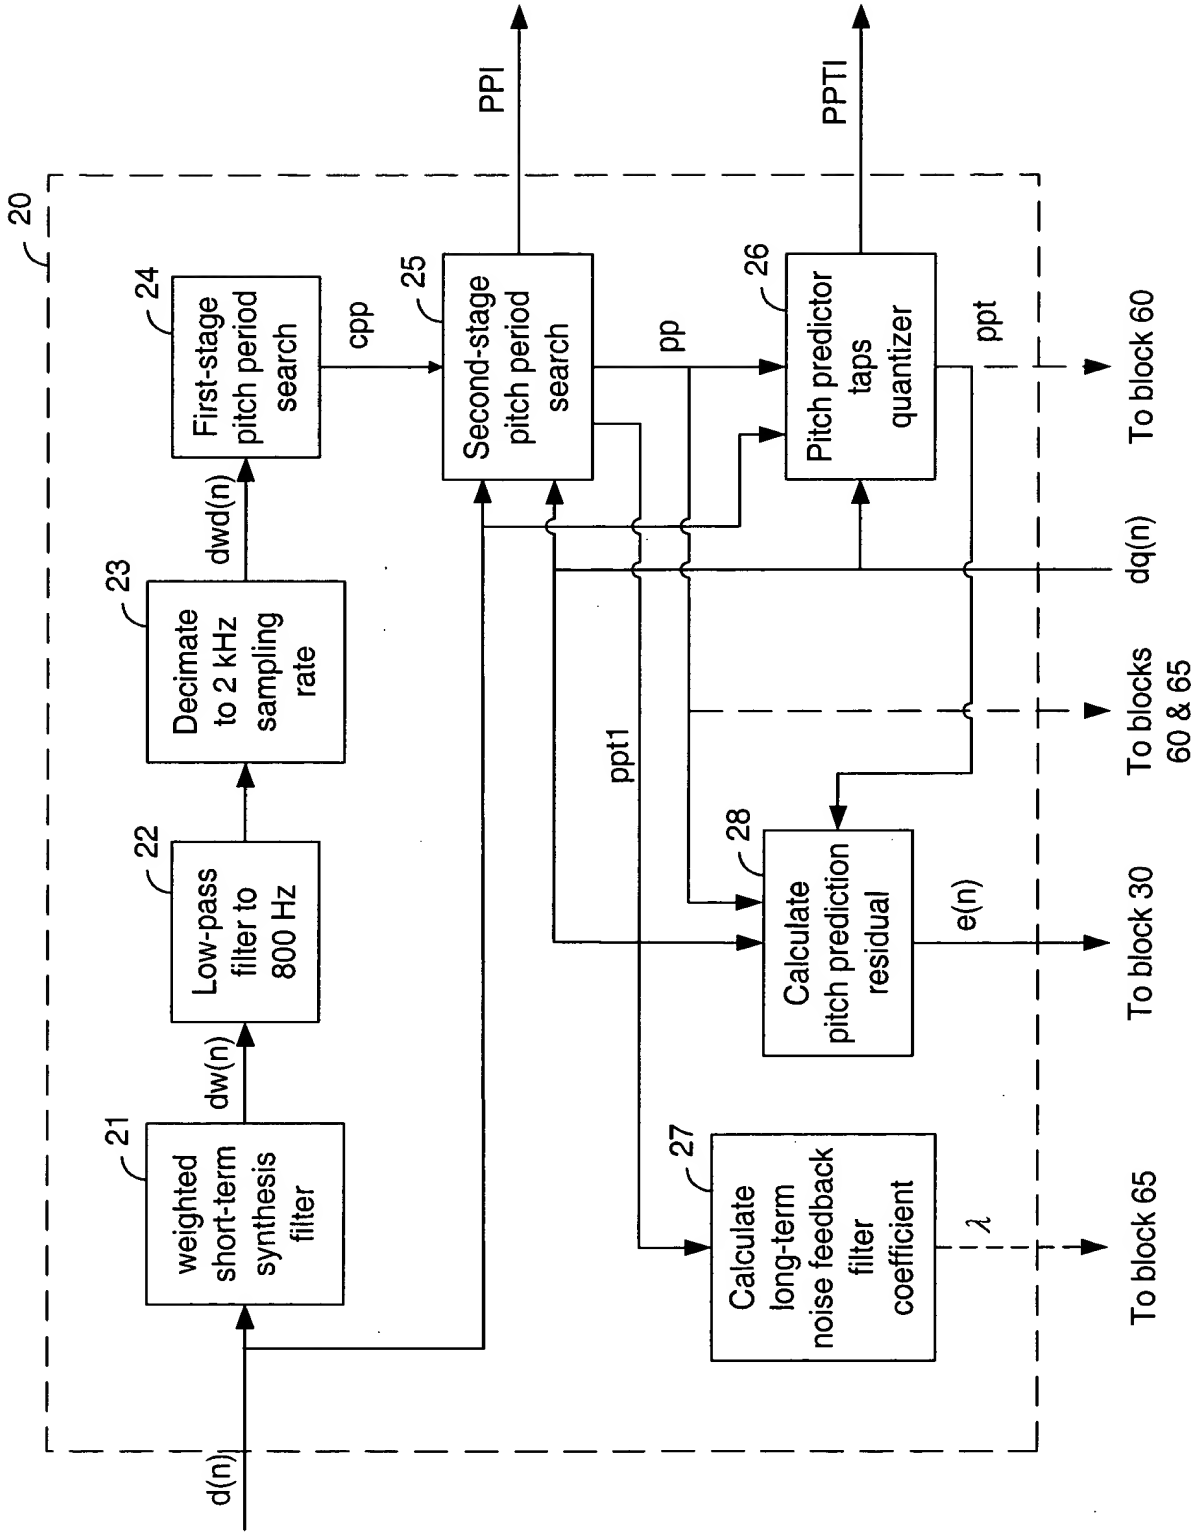 20
d(n)
21
weighted
short-term
synthesis
filter
dw(n)
22
Low-pass
filter to
800 Hz
23
Decimate
to 2 kHz
sampling
rate
dwd(n)
24
First-stage
pitch period
search
cpp
25
Second-stage
pitch period
search
PPI
ppt1
pp
27
Calculate
long-term
noise feedback
filter
coefficient
λ
28
Calculate
pitch prediction
residual
e(n)
26
Pitch predictor
taps
quantizer
PPTI
ppt
To block 65
To block 30
To blocks
60 & 65
dq(n)
To block 60